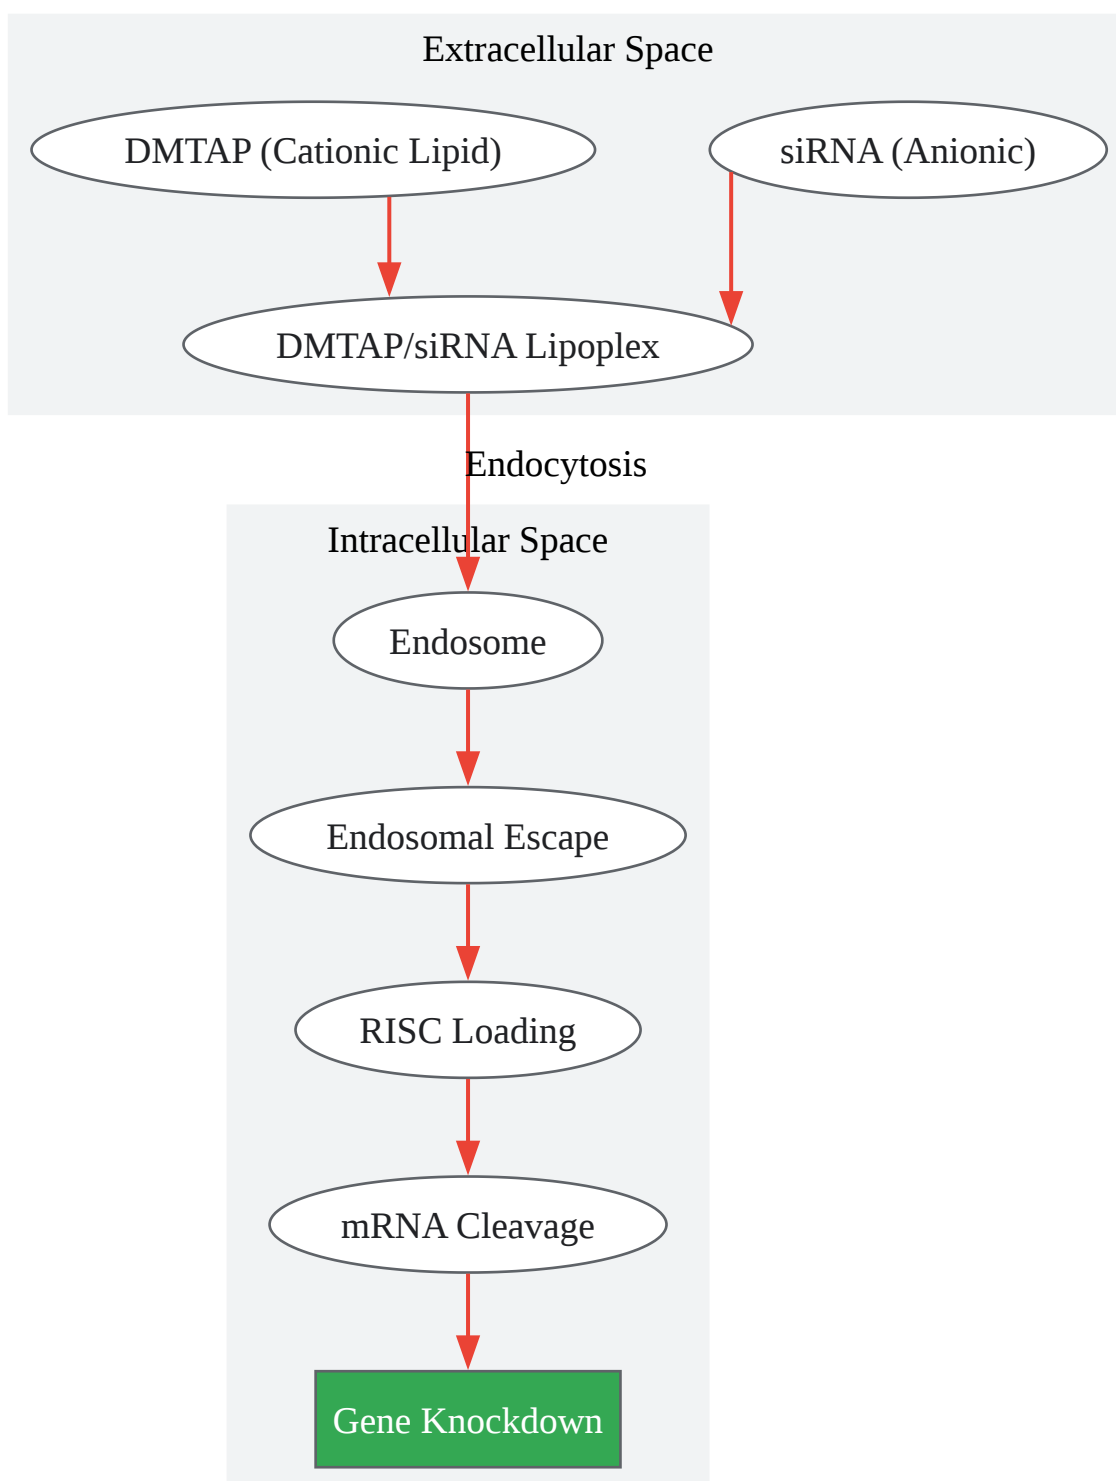 Extracellular Space
DMTAP (Cationic Lipid)
siRNA (Anionic)
DMTAP/siRNA Lipoplex
Endocytosis
Intracellular Space
Endosome
Endosomal Escape
RISC Loading
mRNA Cleavage
Gene Knockdown